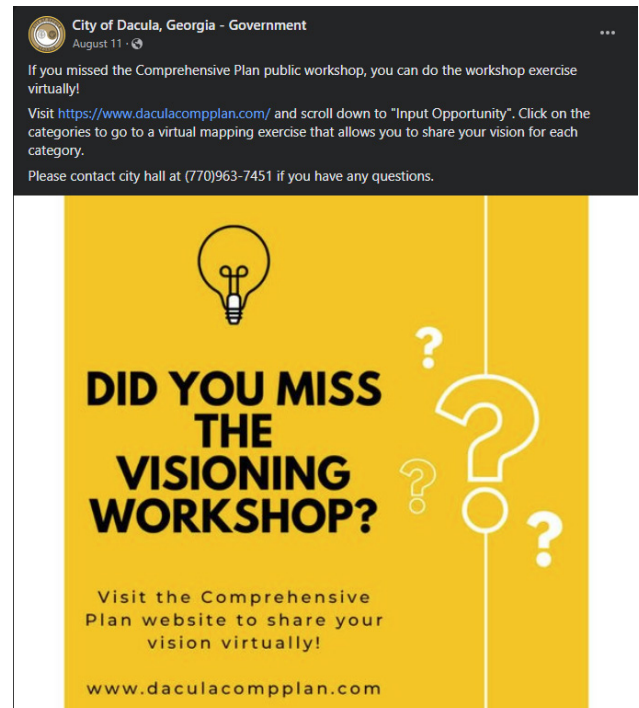 City of Dacula, Georgia - Government
August 11 ·
If you missed the Comprehensive Plan public workshop, you can do the workshop exercise
virtually!
Visit https://www.daculacompplan.com/ and scroll down to "Input Opportunity". Click on the
categories to go to a virtual mapping exercise that allows you to share your vision for each
category.
Please contact city hall at (770)963-7451 if you have any questions.
DID YOU MISS
THE
VISIONING
WORKSHOP?
? ? ? ?
Visit the Comprehensive
Plan website to share your
vision virtually!
www.daculacompplan.com